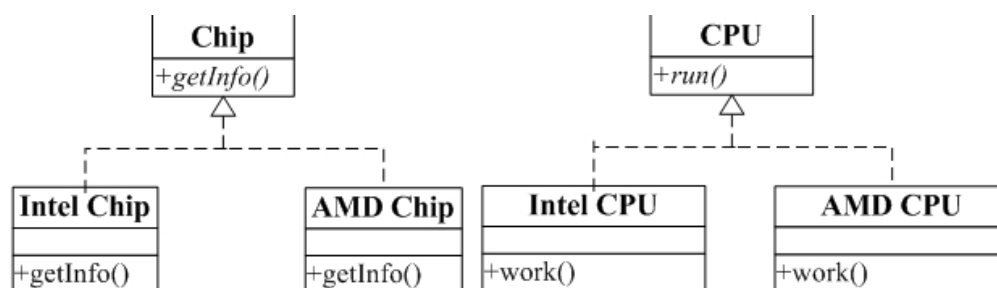 Chip
+getInfo()
CPU
+run()
Intel Chip
+getInfo()
AMD Chip
+getInfo()
Intel CPU
+work()
AMD CPU
+work()